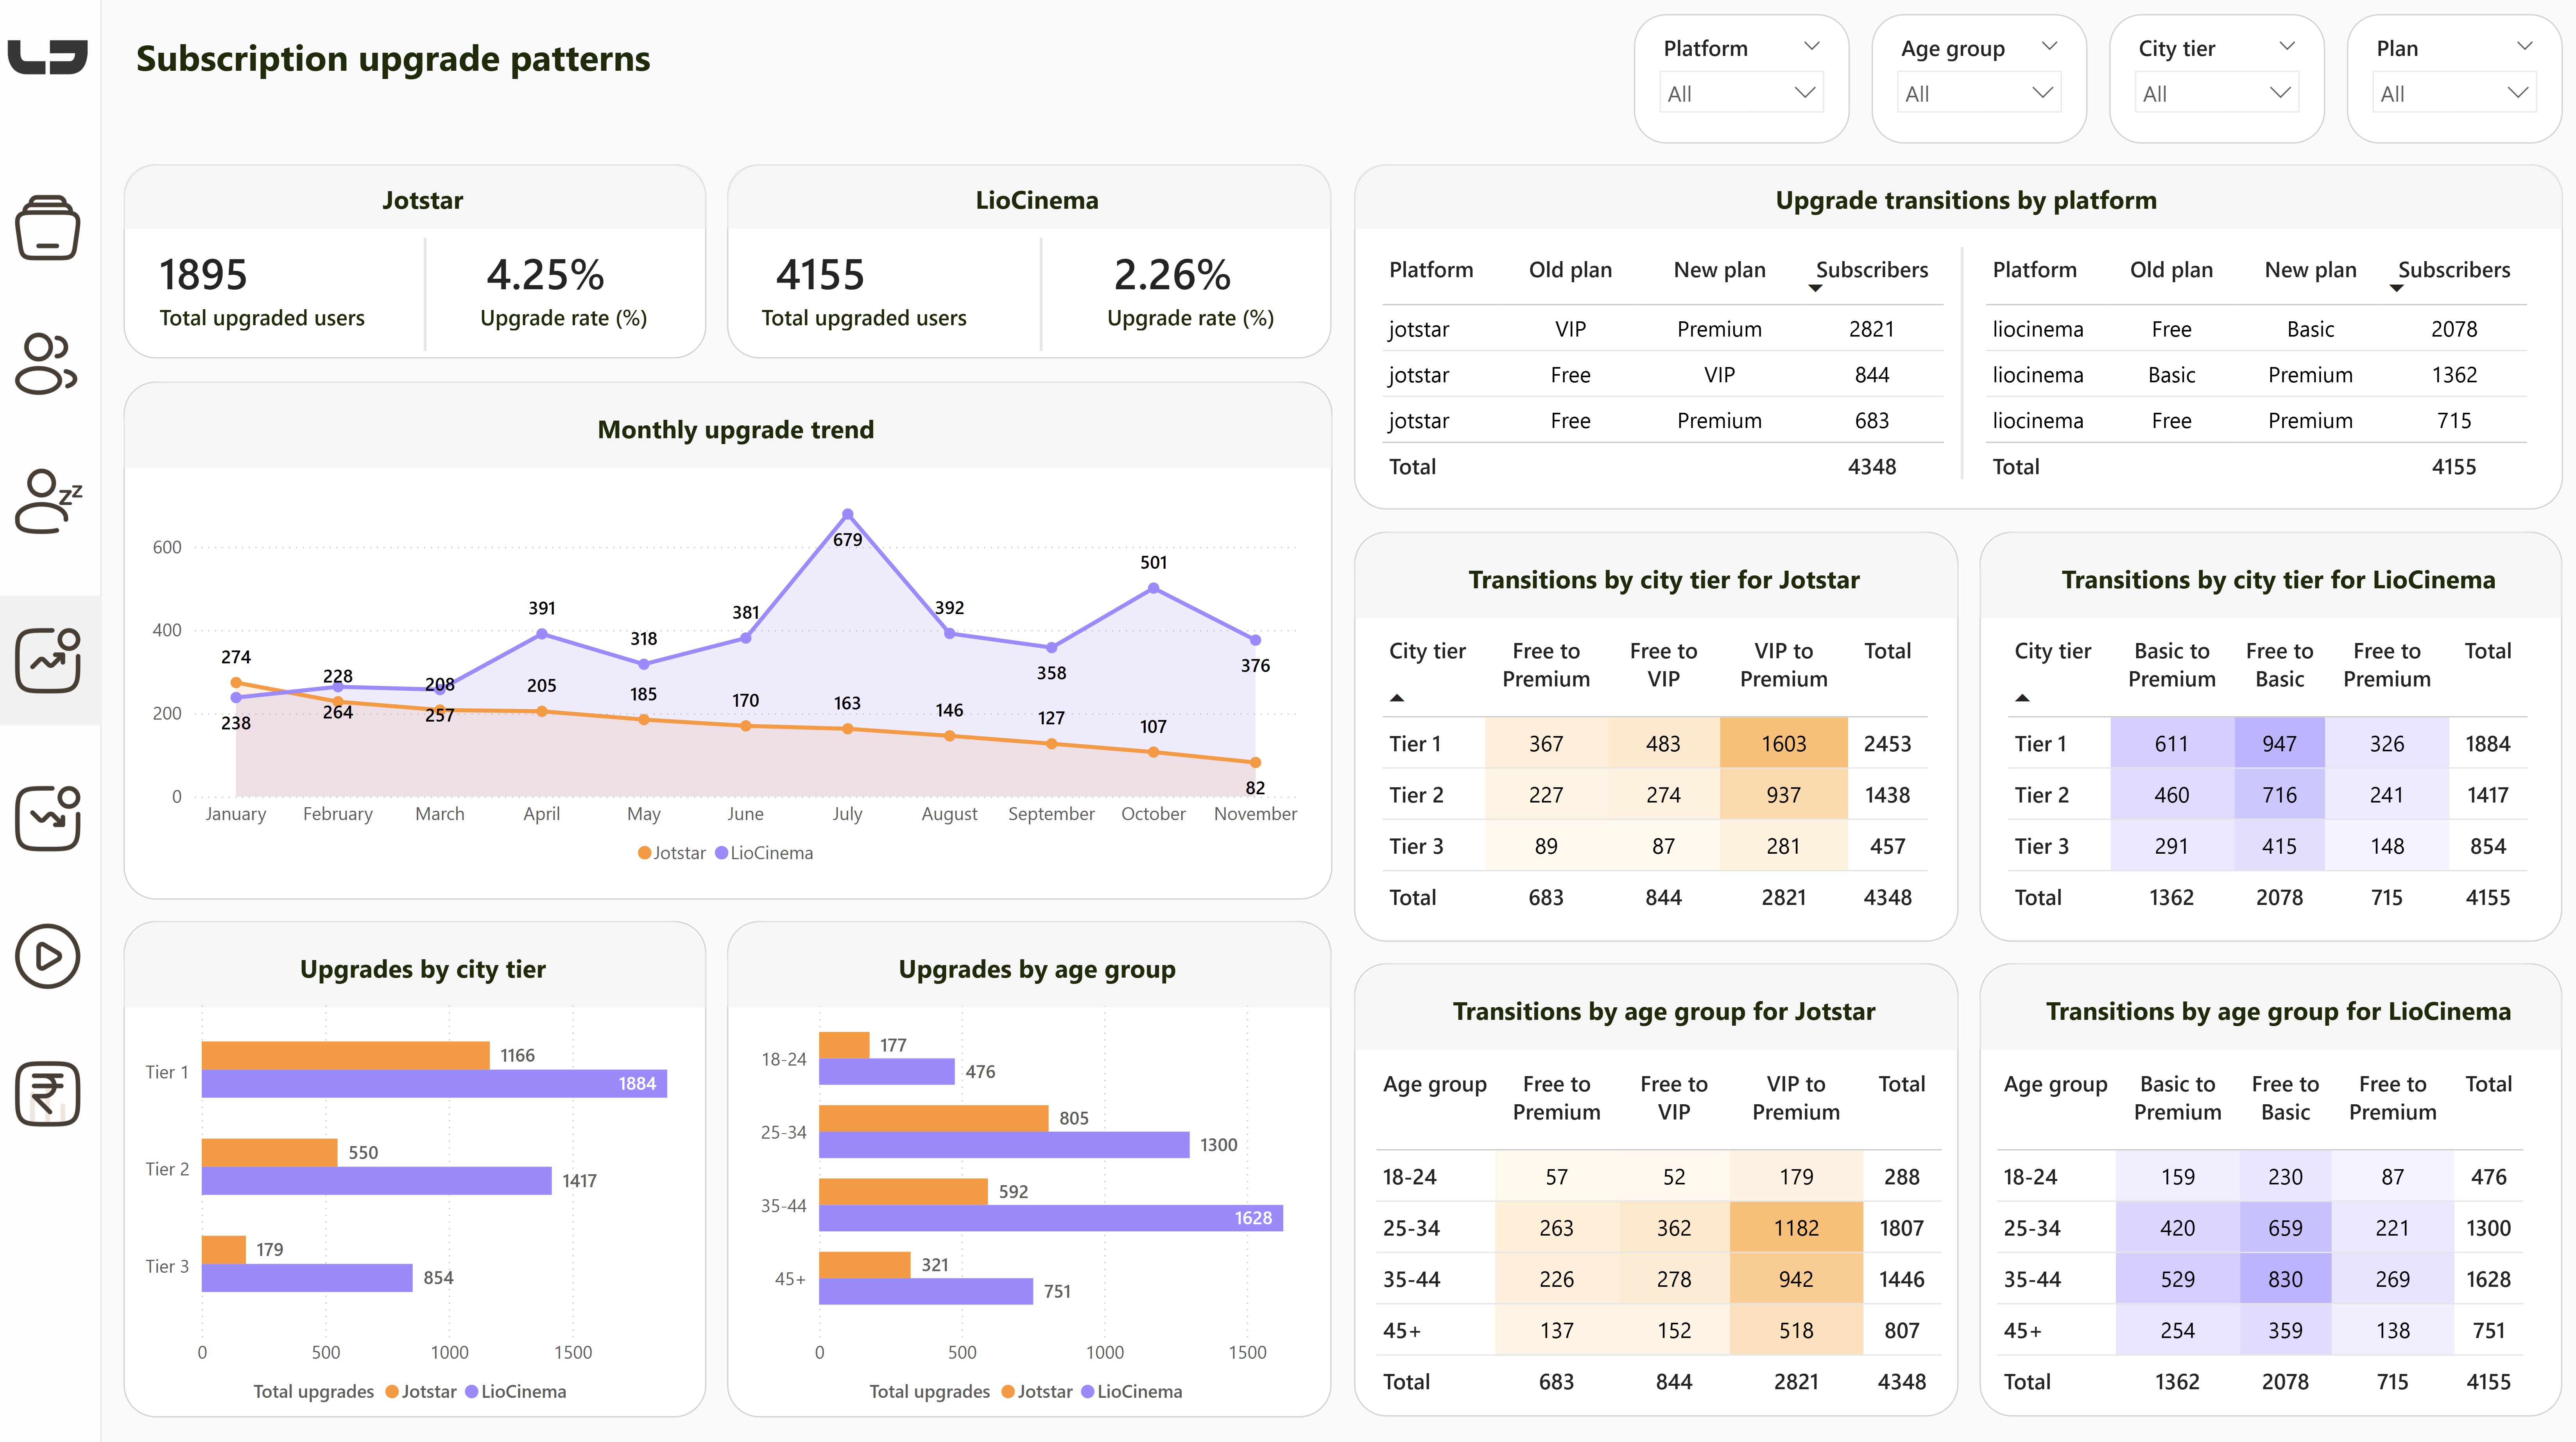 Subscription upgrade patterns
Platform
All
Age group
All
City tier
All
Plan
All
Jotstar
1895
Total upgraded users
4.25%
Upgrade rate (%)
LioCinema
4155
Total upgraded users
2.26%
Upgrade rate (%)
Monthly upgrade trend
600
400
200
0
274
238
228
264
208
257
391
205
318
185
381
170
679
163
392
146
358
127
501
107
376
82
January February March April May June July August September October November
Jotstar LioCinema
Upgrades by city tier
Tier 1
1166
1884
Tier 2
550
1417
Tier 3
179
854
0 500 1000 1500
Total upgrades Jotstar LioCinema
Upgrades by age group
18-24
177
476
25-34
805
1300
35-44
592
1628
45+
321
751
0 500 1000 1500
Total upgrades Jotstar LioCinema
Upgrade transitions by platform
Platform Old plan New plan Subscribers
jotstar VIP Premium 2821
jotstar Free VIP 844
jotstar Free Premium 683
Total 4348
Platform Old plan New plan Subscribers
liocinema Free Basic 2078
liocinema Basic Premium 1362
liocinema Free Premium 715
Total 4155
Transitions by city tier for Jotstar
City tier Free to Premium Free to VIP VIP to Premium Total
Tier 1 367 483 1603 2453
Tier 2 227 274 937 1438
Tier 3 89 87 281 457
Total 683 844 2821 4348
Transitions by city tier for LioCinema
City tier Basic to Premium Free to Basic Free to Premium Total
Tier 1 611 947 326 1884
Tier 2 460 716 241 1417
Tier 3 291 415 148 854
Total 1362 2078 715 4155
Transitions by age group for Jotstar
Age group Free to Premium Free to VIP VIP to Premium Total
18-24 57 52 179 288
25-34 263 362 1182 1807
35-44 226 278 942 1446
45+ 137 152 518 807
Total 683 844 2821 4348
Transitions by age group for LioCinema
Age group Basic to Premium Free to Basic Free to Premium Total
18-24 159 230 87 476
25-34 420 659 221 1300
35-44 529 830 269 1628
45+ 254 359 138 751
Total 1362 2078 715 4155